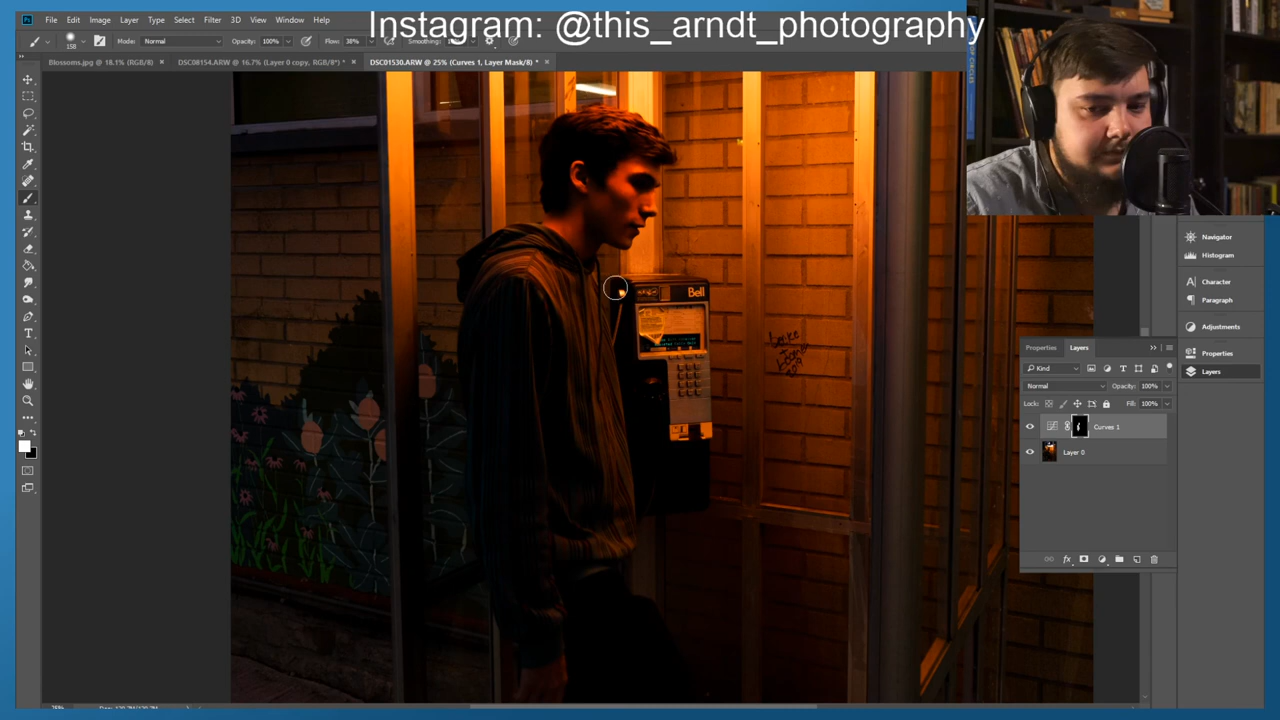 Instagram: @this_arndt_photography
File Edit Image Layer Type Select Filter 3D View Window Help
158 Mode: Normal Opacity: 100% Flow: 38% Smoothing:
Blossoms.jpg @ 18.1% (RGB/8) × DSC08154.ARW @ 16.7% (Layer 0 copy, RGB/8*) * × DSC01530.ARW @ 25% (Curves 1, Layer Mask/8) * ×
Bell
Navigator
Histogram
Character
Paragraph
Adjustments
Properties
Layers
Properties Layers
Kind
Normal Opacity: 100%
Lock: Fill: 100%
Curves 1
Layer 0